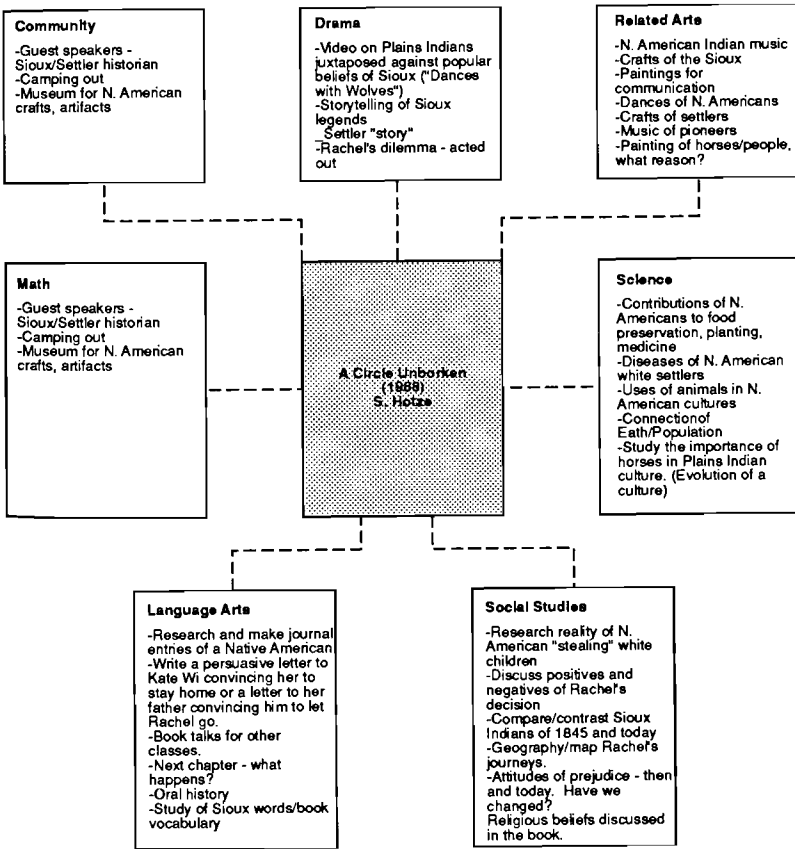 Community
-Guest speakers -
Sioux/Settler historian
-Camping out
-Museum for N. American
crafts, artifacts
Drama
-Video on Plains Indians
juxtaposed against popular
beliefs of Sioux ("Dances
with Wolves")
-Storytelling of Sioux
legends
_Settler "story"
-Rachel's dilemma - acted
out
Related Arts
-N. American Indian music
-Crafts of the Sioux
-Paintings for
communication
-Dances of N. Americans
-Crafts of settlers
-Music of pioneers
-Painting of horses/people,
what reason?
Math
-Guest speakers -
Sioux/Settler historian
-Camping out
-Museum for N. American
crafts, artifacts
A Circle Unborken
(1988)
S. Hotze
Science
-Contributions of N.
Americans to food
preservation, planting,
medicine
-Diseases of N. American
white settlers
-Uses of animals in N.
American cultures
-Connectionof
Eath/Population
-Study the importance of
horses in Plains Indian
culture. (Evolution of a
culture)
Language Arts
-Research and make journal
entries of a Native American
-Write a persuasive letter to
Kate Wi convincing her to
stay home or a letter to her
father convincing him to let
Rachel go.
-Book talks for other
classes.
-Next chapter - what
happens?
-Oral history
-Study of Sioux words/book
vocabulary
Social Studies
-Research reality of N.
American "stealing" white
children
-Discuss positives and
negatives of Rachel's
decision
-Compare/contrast Sioux
Indians of 1845 and today
-Geography/map Rachel's
journeys.
-Attitudes of prejudice - then
and today.  Have we
changed?
Religious beliefs discussed
in the book.